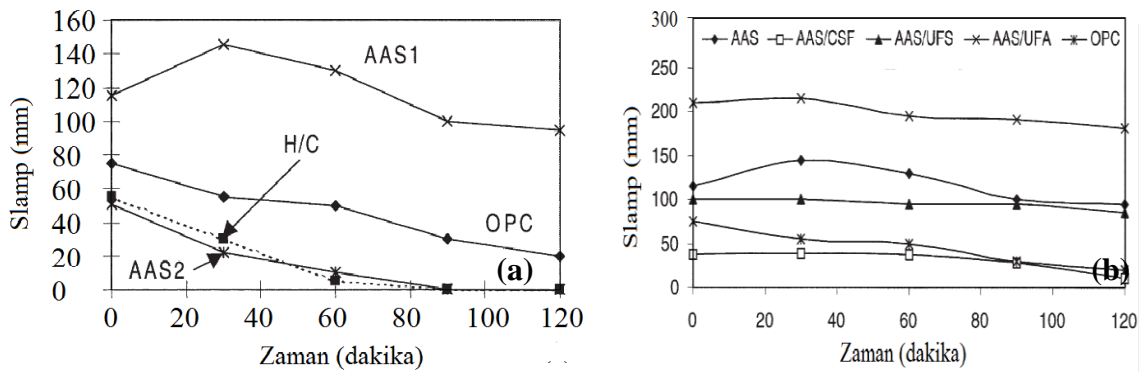 160
140
120
100
80
60
40
20
0
Slamp (mm)
AAS1
H/C
OPC
AAS2
(a)
0 20 40 60 80 100 120
Zaman (dakika)
300
250
200
150
100
50
0
Slamp (mm)
AAS AAS/CSF AAS/UFS AAS/UFA OPC
(b)
0 20 40 60 80 100 120
Zaman (dakika)